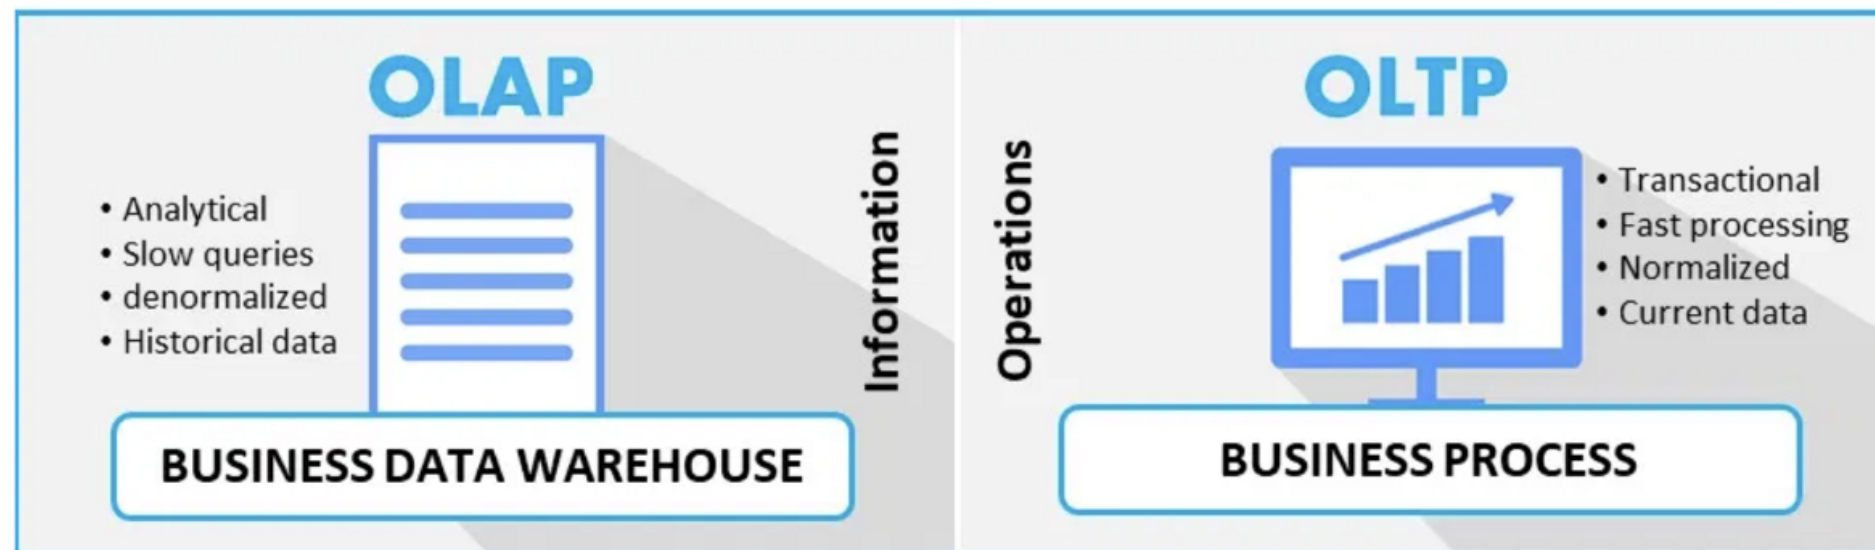 OLAP
• Analytical
• Slow queries
• denormalized
• Historical data
Information
BUSINESS DATA WAREHOUSE
OLTP
Operations
• Transactional
• Fast processing
• Normalized
• Current data
BUSINESS PROCESS